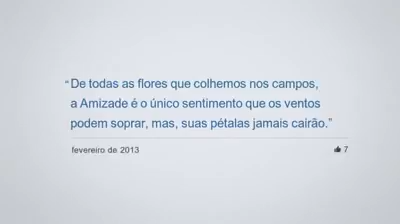 “De todas as flores que colhemos nos campos,
a Amizade é o único sentimento que os ventos
podem soprar, mas, suas pétalas jamais cairão.”
fevereiro de 2013
7